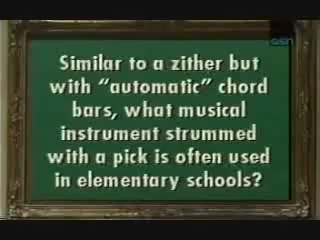 GSN
Similar to a zither but
with “automatic” chord
bars, what musical
instrument strummed
with a pick is often used
in elementary schools?